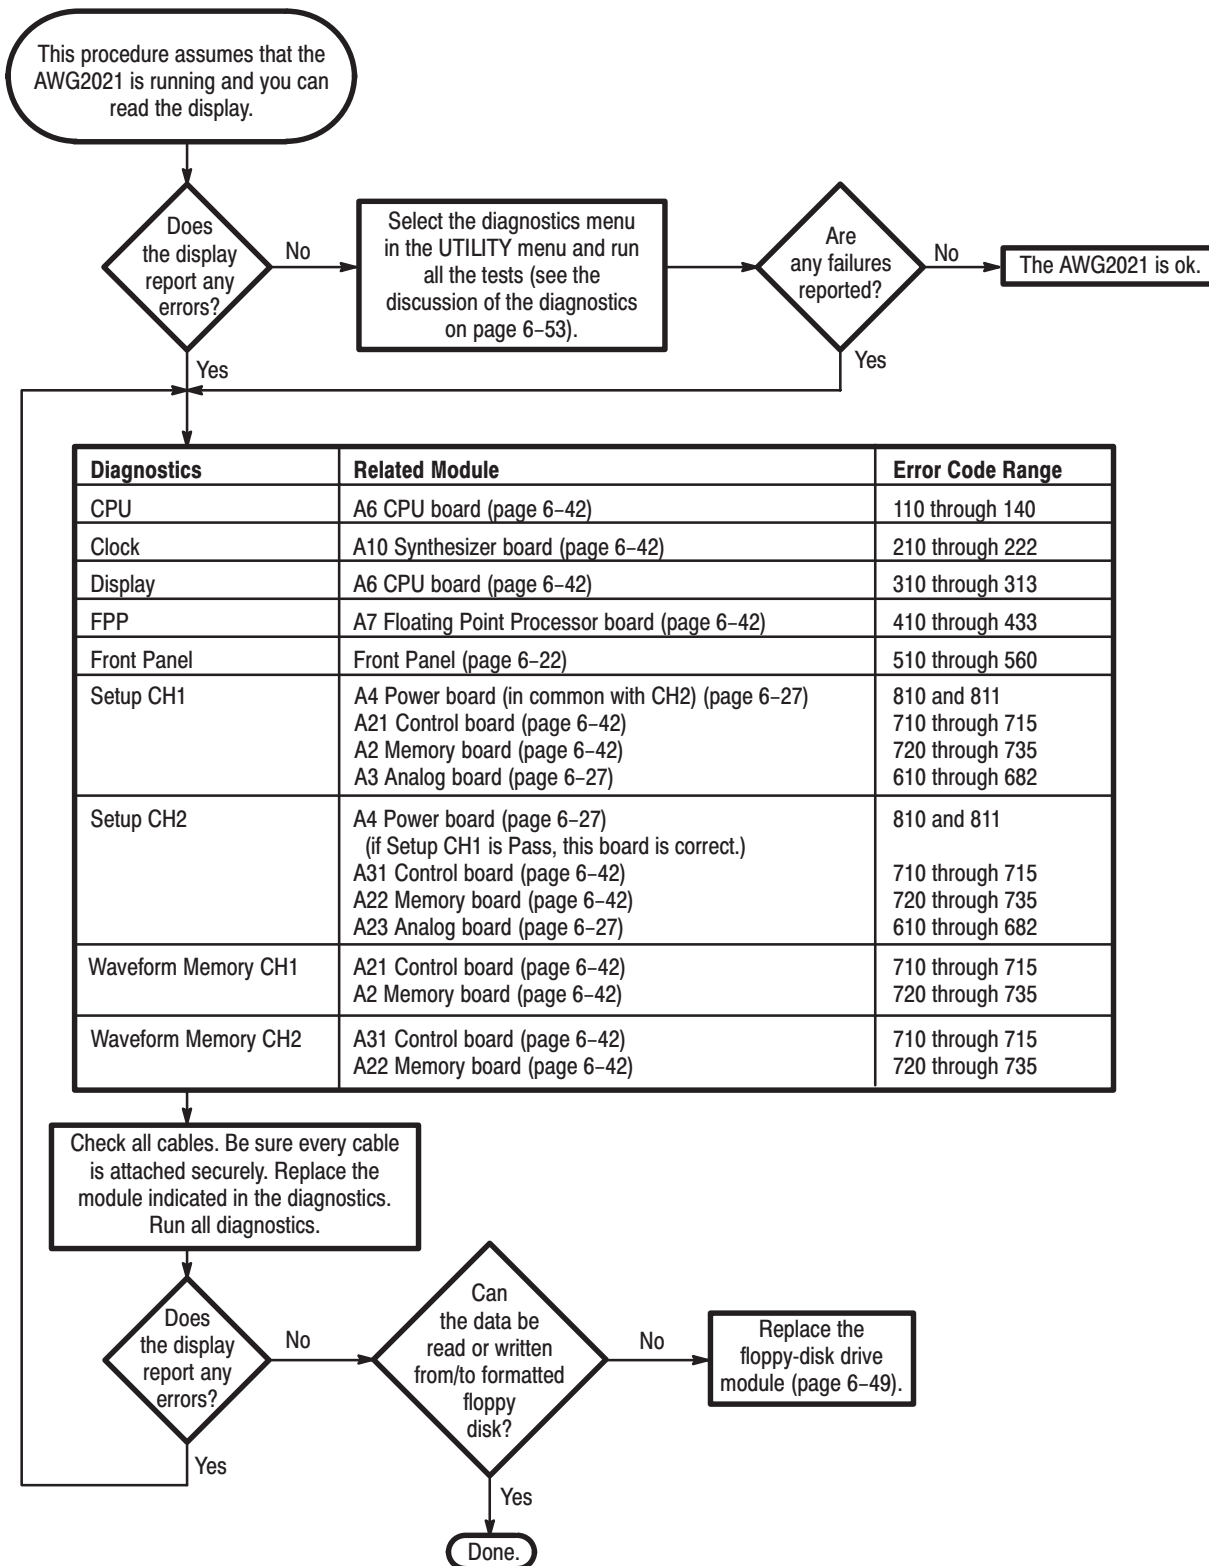 This procedure assumes that the
AWG2021 is running and you can
read the display.
Does
the display
report any
errors?
No
Select the diagnostics menu
in the UTILITY menu and run
all the tests (see the
discussion of the diagnostics
on page 6–53).
Are
any failures
reported?
No
The AWG2021 is ok.
Yes
Yes
Diagnostics Related Module Error Code Range
CPU A6 CPU board (page 6–42) 110 through 140
Clock A10 Synthesizer board (page 6–42) 210 through 222
Display A6 CPU board (page 6–42) 310 through 313
FPP A7 Floating Point Processor board (page 6–42) 410 through 433
Front Panel Front Panel (page 6–22) 510 through 560
Setup CH1 A4 Power board (in common with CH2) (page 6–27) 810 and 811
A21 Control board (page 6–42) 710 through 715
A2 Memory board (page 6–42) 720 through 735
A3 Analog board (page 6–27) 610 through 682
Setup CH2 A4 Power board (page 6–27) 810 and 811
(if Setup CH1 is Pass, this board is correct.)
A31 Control board (page 6–42) 710 through 715
A22 Memory board (page 6–42) 720 through 735
A23 Analog board (page 6–27) 610 through 682
Waveform Memory CH1 A21 Control board (page 6–42) 710 through 715
A2 Memory board (page 6–42) 720 through 735
Waveform Memory CH2 A31 Control board (page 6–42) 710 through 715
A22 Memory board (page 6–42) 720 through 735
Check all cables. Be sure every cable
is attached securely. Replace the
module indicated in the diagnostics.
Run all diagnostics.
Does
the display
report any
errors?
No
Can
the data be
read or written
from/to formatted
floppy
disk?
No
Replace the
floppy-disk drive
module (page 6–49).
Yes
Yes
Done.